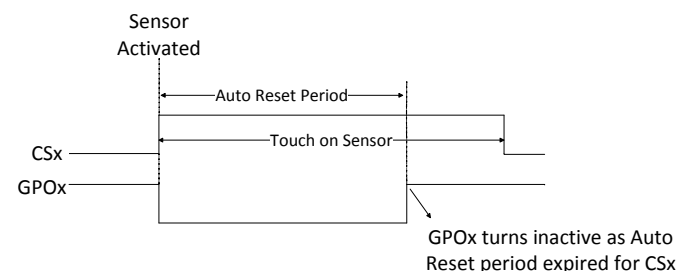 Sensor
Activated
Auto Reset Period
Touch on Sensor
CSx
GPOx
GPOx turns inactive as Auto
Reset period expired for CSx